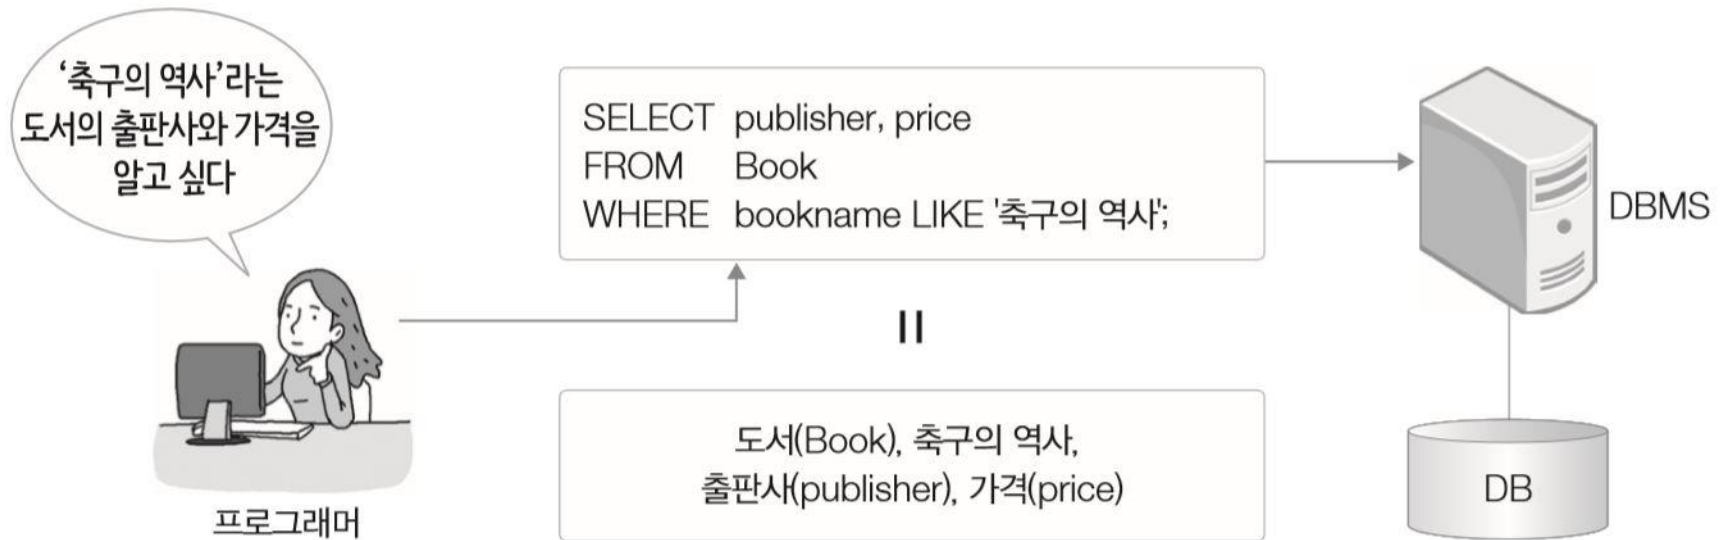 ‘축구의 역사’라는
도서의 출판사와 가격을
알고 싶다
프로그래머
SELECT publisher, price
FROM Book
WHERE bookname LIKE '축구의 역사';
=
도서(Book), 축구의 역사,
출판사(publisher), 가격(price)
DBMS
DB